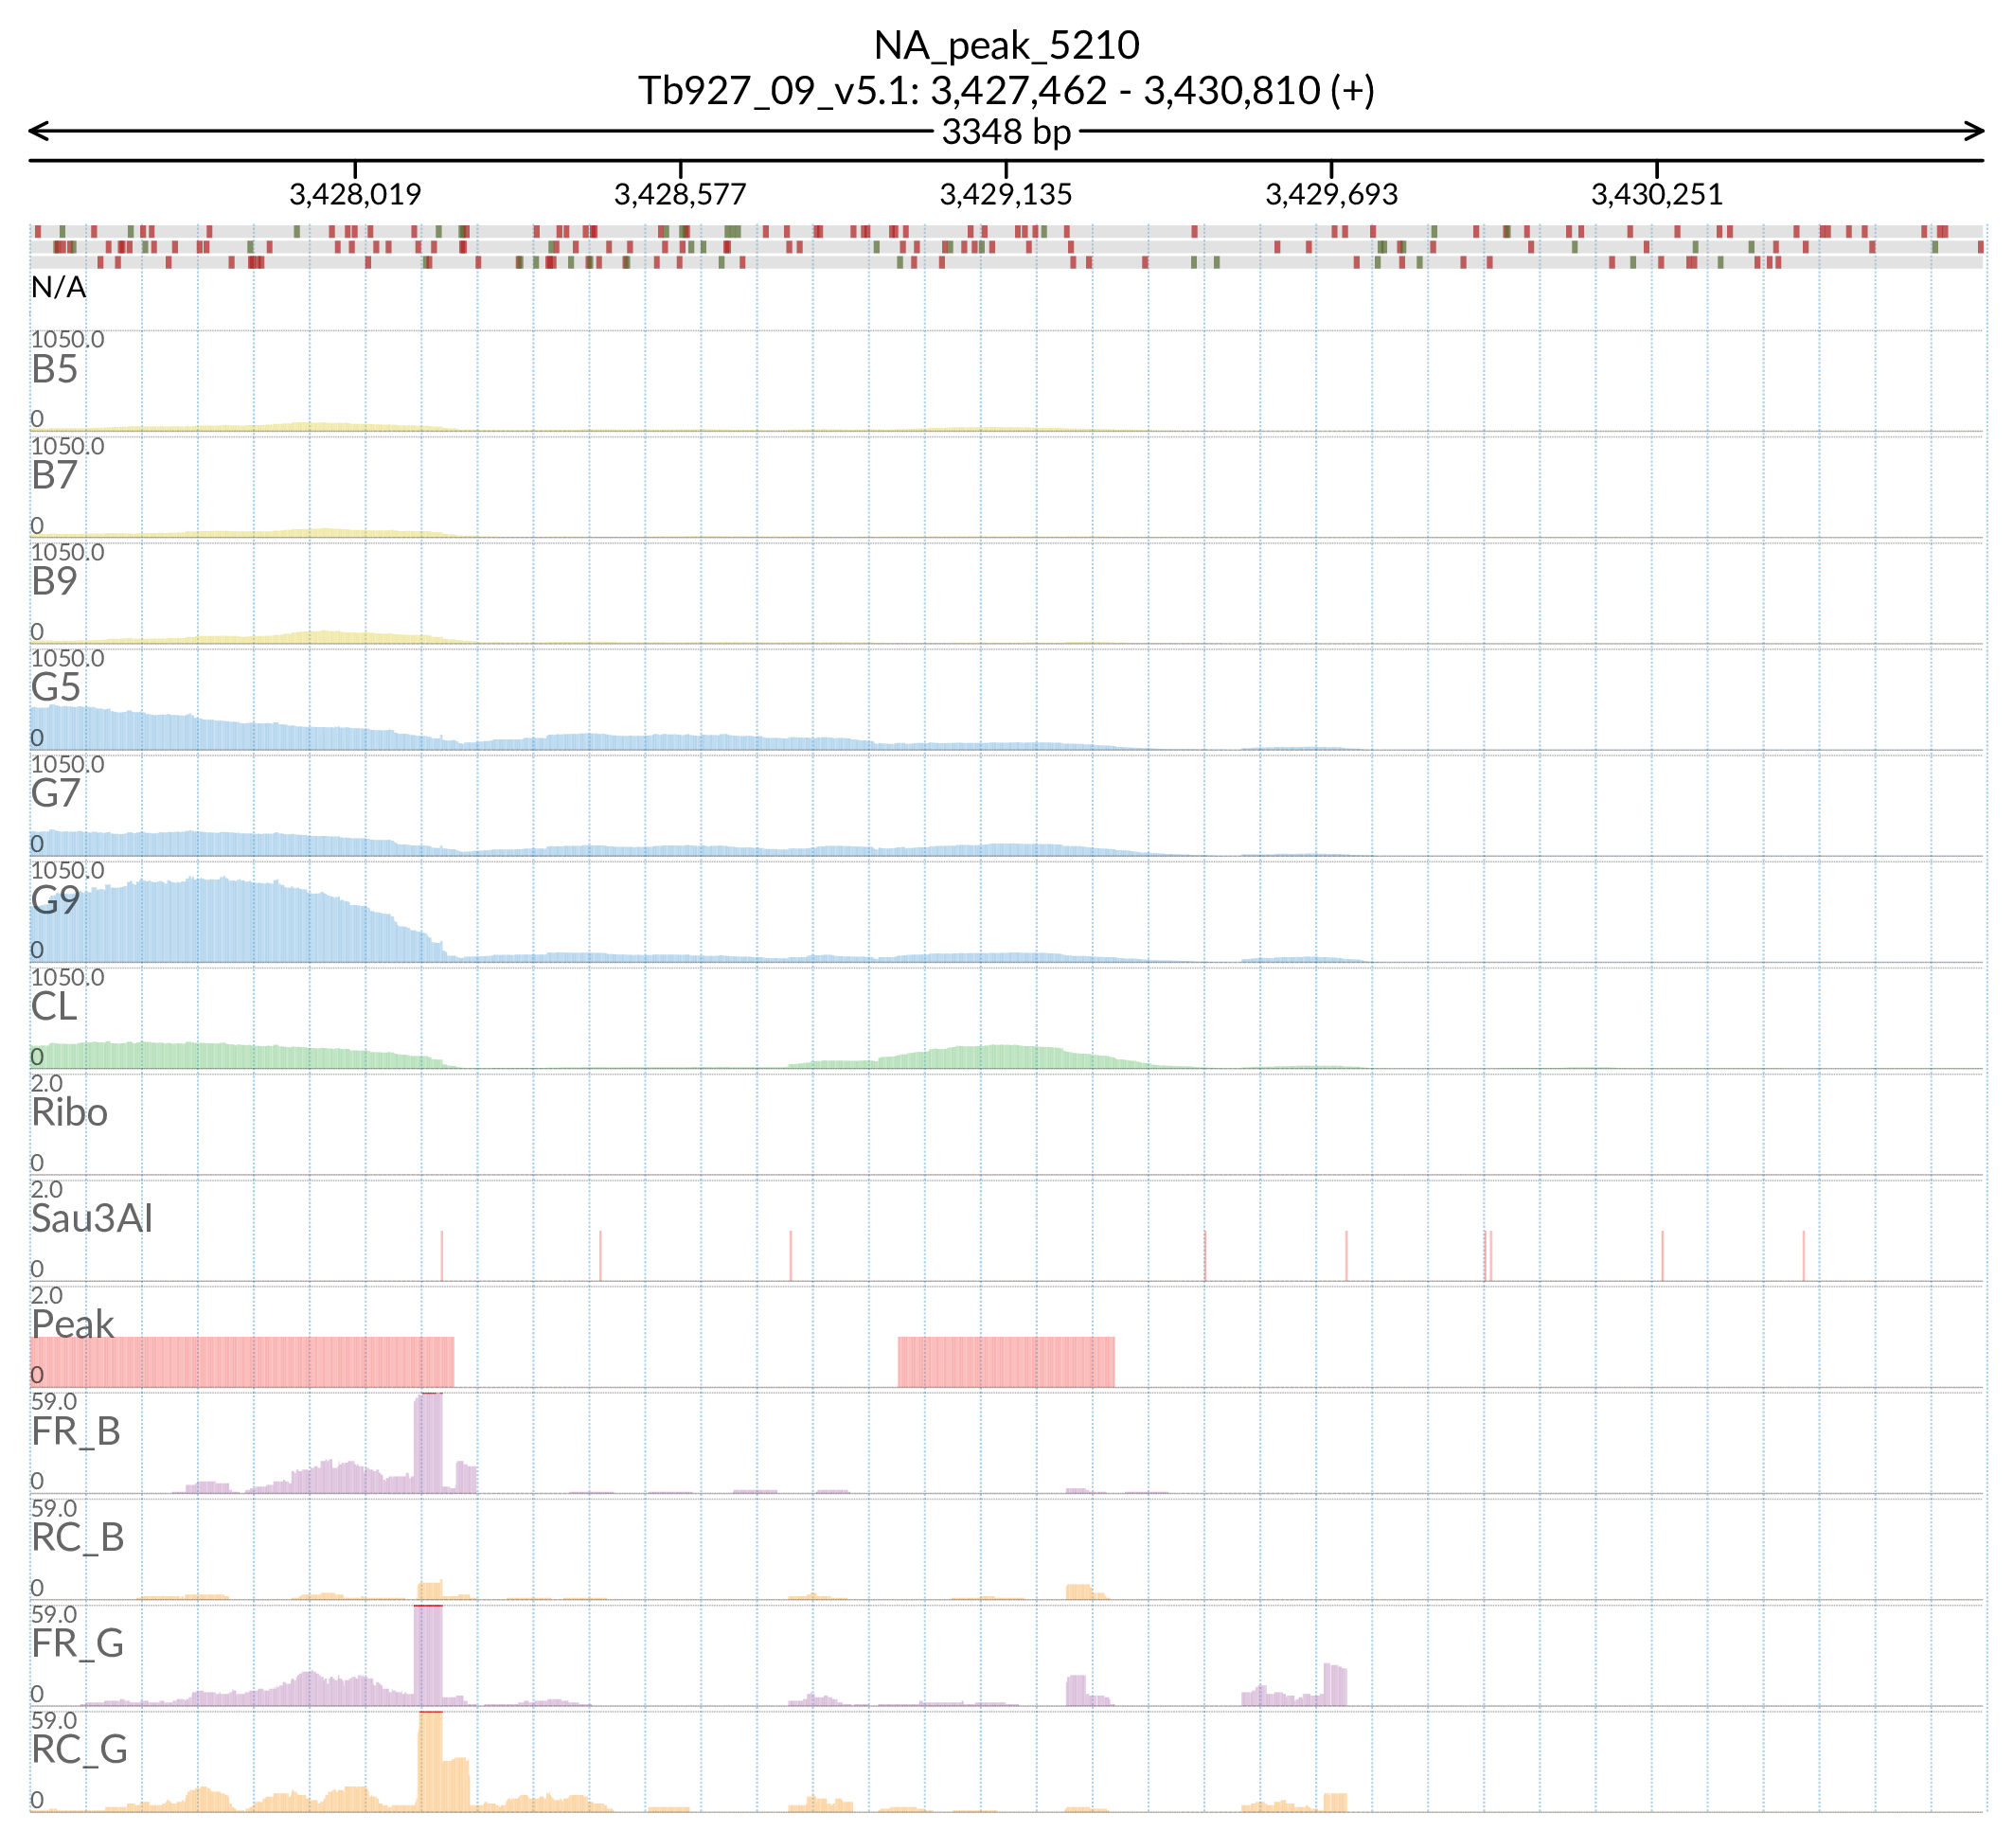 NA_peak_5210
Tb927_09_v5.1: 3,427,462 - 3,430,810 (+)
3348 bp
3,428,019 3,428,577 3,429,135 3,429,693 3,430,251
N/A
1050.0
B5
0
1050.0
B7
0
1050.0
B9
0
1050.0
G5
0
1050.0
G7
0
1050.0
G9
0
1050.0
CL
0
2.0
Ribo
0
2.0
Sau3AI
0
2.0
Peak
0
59.0
FR_B
0
59.0
RC_B
0
59.0
FR_G
0
59.0
RC_G
0